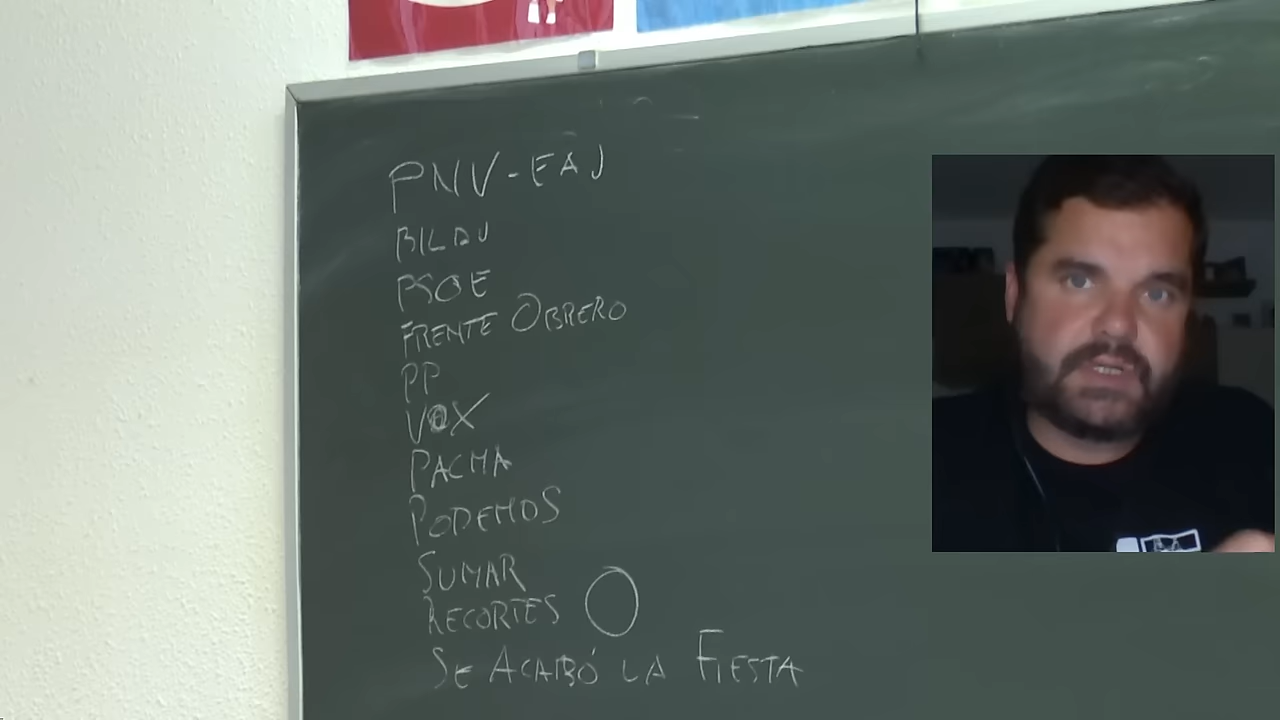 PNV-EAJ
BILDU
PSOE
FRENTE OBRERO
PP
VOX
PACMA
PODEMOS
SUMAR
RECORTES O
SE ACABÓ LA FIESTA